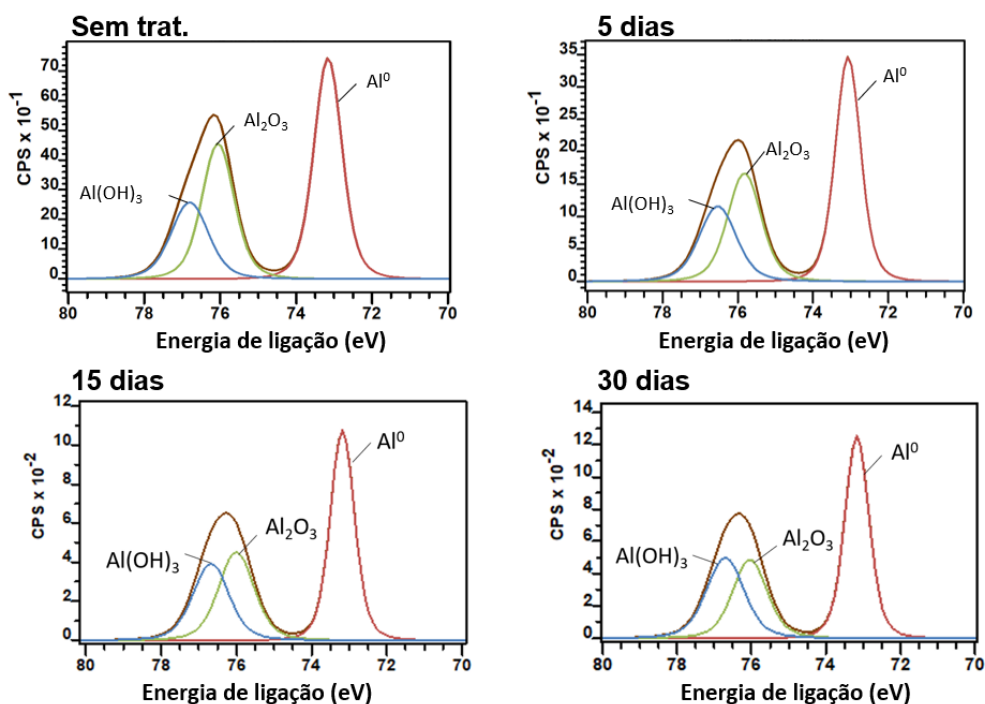 Sem trat.
CPS x 10⁻¹
70
60
50
40
30
20
10
0
Al⁰
Al₂O₃
Al(OH)₃
80 78 76 74 72 70
Energia de ligação (eV)
5 dias
CPS x 10⁻¹
35
30
25
20
15
10
5
0
Al⁰
Al₂O₃
Al(OH)₃
80 78 76 74 72 70
Energia de ligação (eV)
15 dias
CPS x 10⁻²
12
10
8
6
4
2
0
Al⁰
Al₂O₃
Al(OH)₃
80 78 76 74 72 70
Energia de ligação (eV)
30 dias
CPS x 10⁻²
14
12
10
8
6
4
2
0
Al⁰
Al₂O₃
Al(OH)₃
80 78 76 74 72 70
Energia de ligação (eV)